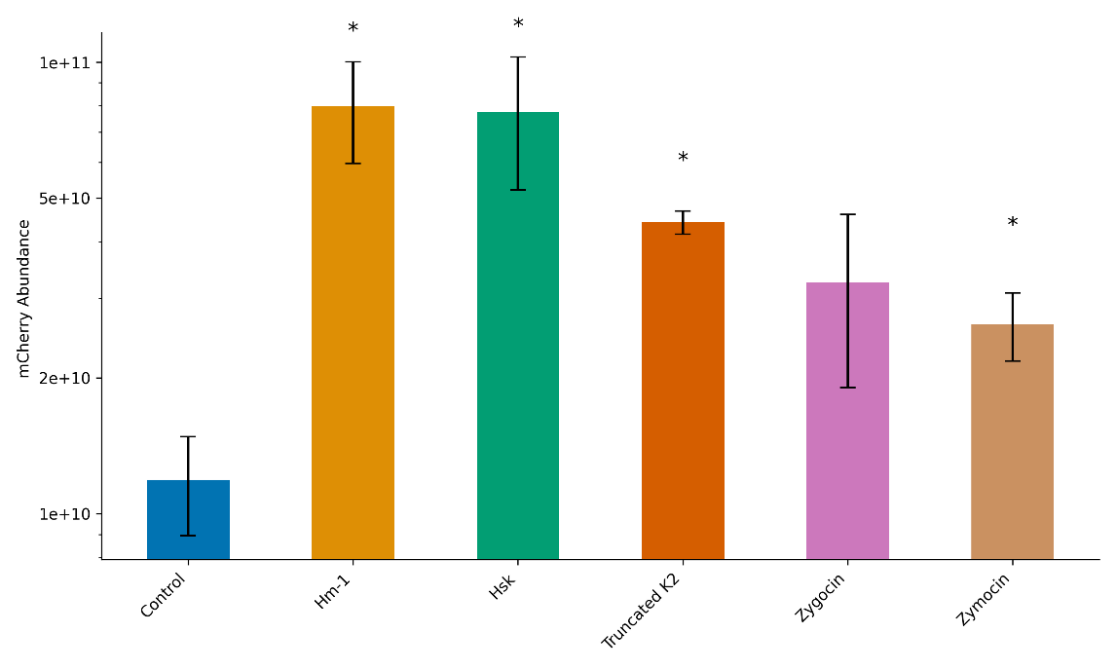 * *
1e+11
*
5e+10
*
mCherry Abundance
2e+10
1e+10
Control
Hm-1
Hsk
Truncated K2
Zygocin
Zymocin